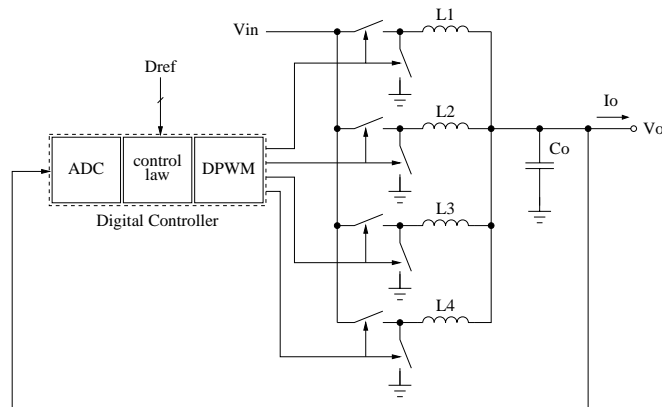 L1
Vin
Dref
L2
Io
Vo
ADC
control
law
DPWM
Co
Digital Controller
L3
L4